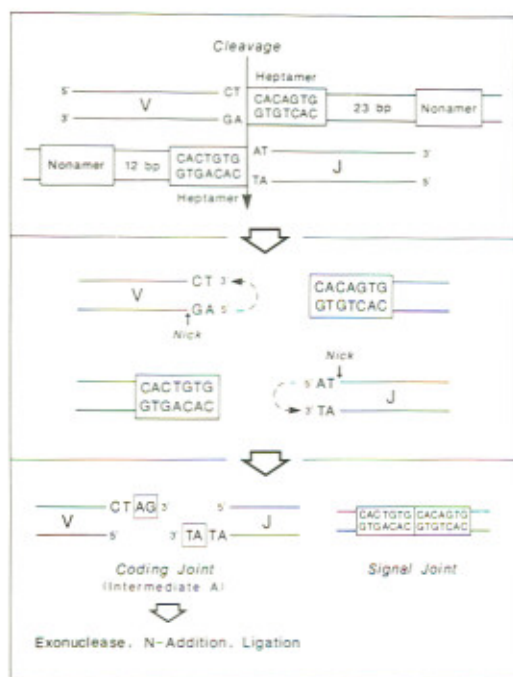 Cleavage
Heptamer
5' V CT CACAGTG 23 bp Nonamer
3' GA GTGTCAC
Nonamer 12 bp CACTGTG AT J 3'
GTGACAC TA 5'
Heptamer
V CT 3' CACAGTG
GA 5' GTGTCAC
Nick
Nick
CACTGTG 5' AT J
GTGACAC 3' TA
V CT AG 3' 5' J CACTGTG CACAGTG
5' 3' TA TA GTGACAC GTGTCAC
Coding Joint Signal Joint
(Intermediate A)
Exonuclease, N-Addition, Ligation